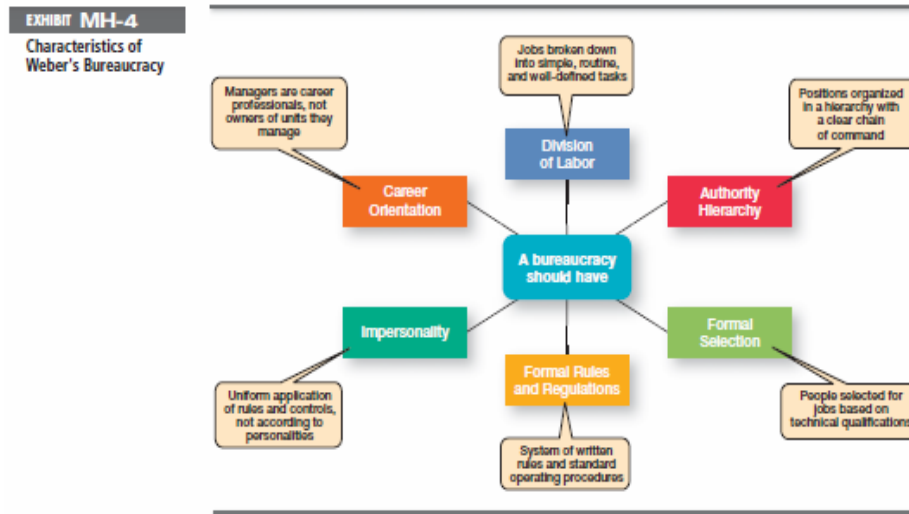 EXHIBIT MH-4
Characteristics of
Weber's Bureaucracy
Jobs broken down
into simple, routine,
and well-defined tasks
Managers are career
professionals, not
owners of units they
manage
Positions organized
in a hierarchy with
a clear chain
of command
Division
of Labor
Career
Orientation
Authority
Hierarchy
A bureaucracy
should have
Impersonality
Formal
Selection
Formal Rules
and Regulations
Uniform application
of rules and controls,
not according to
personalities
People selected for
jobs based on
technical qualifications
System of written
rules and standard
operating procedures